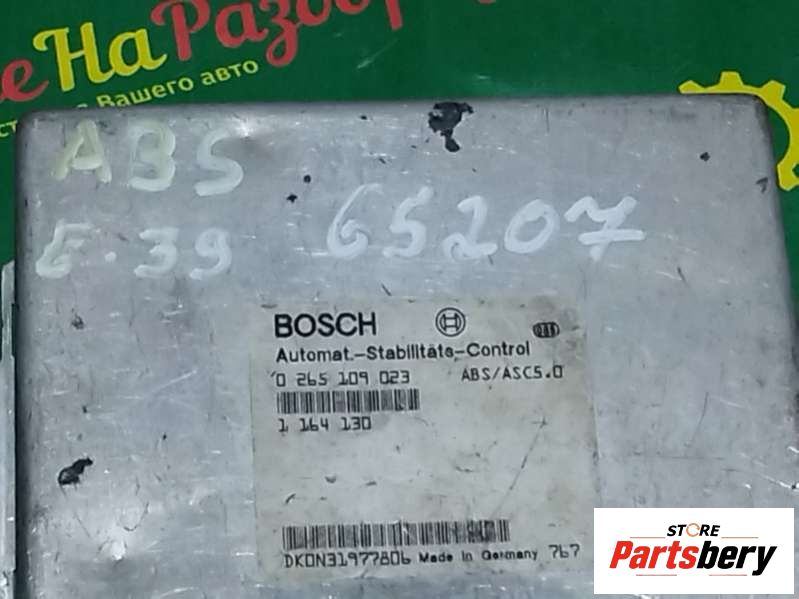 еНаРазбор
Вашего авто
ABS
E-39 65207
BOSCH
Automat.-Stabilitäts-Control
0 265 109 023 ABS/ASC5.0
1 164 130
DKON31977806 Made in Germany 767
STORE
Partsbery